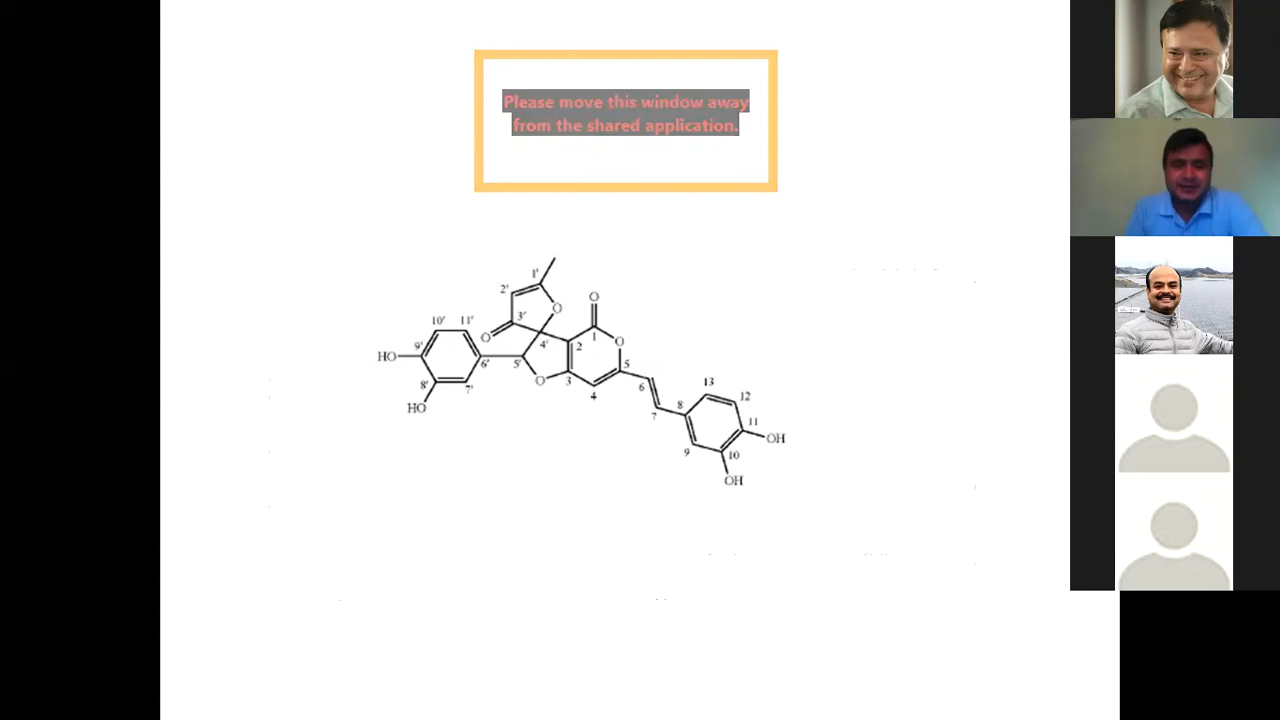 Please move this window away
from the shared application.
1'
2'
O
O
3'
10'
11'
O
4'
2
1
O
HO
9'
6'
5'
5
8'
7'
O
3
4
6
13
HO
7
8
12
11
OH
9
10
OH